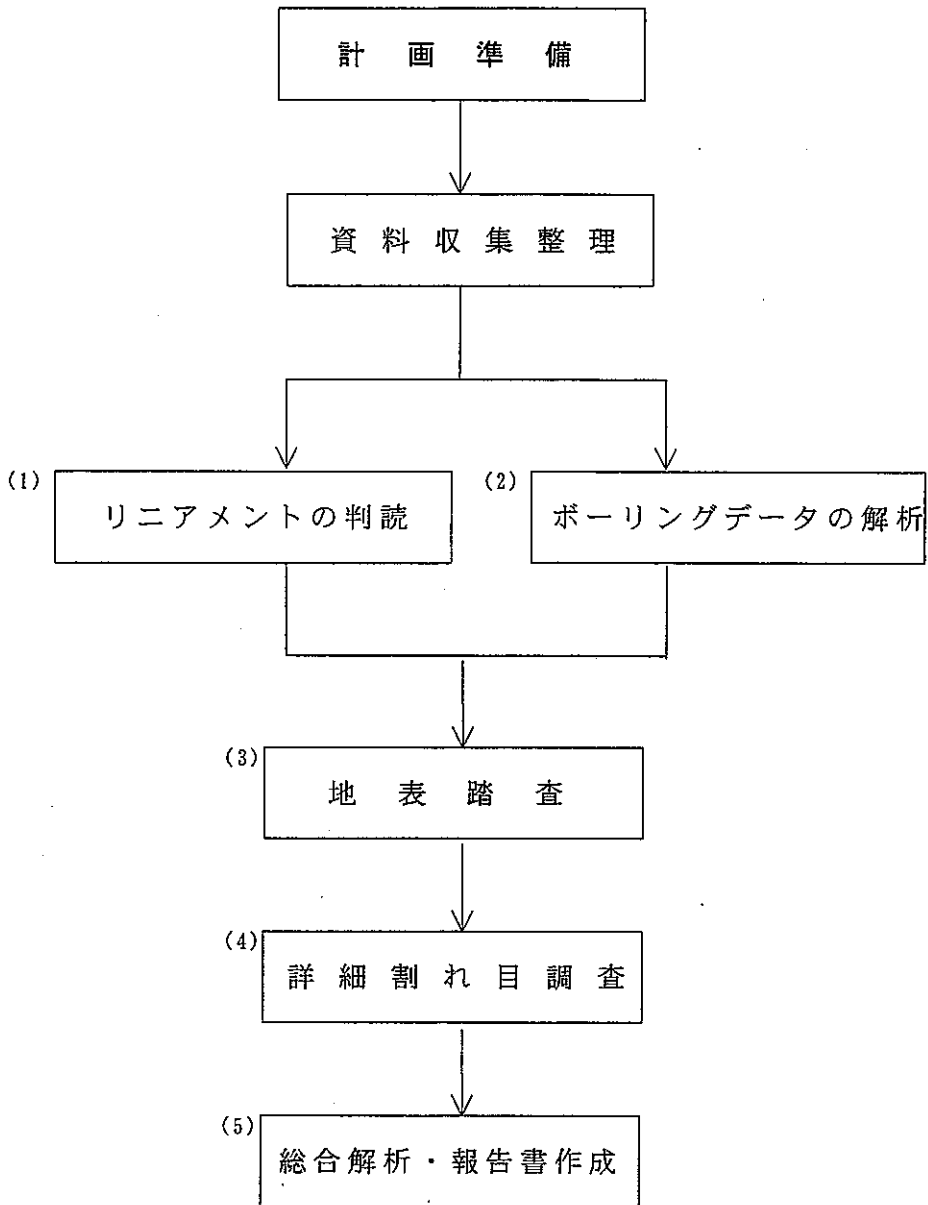 計画準備
資料収集整理
(1) リニアメントの判読
(2) ボーリングデータの解析
(3) 地表踏査
(4) 詳細割れ目調査
(5) 総合解析・報告書作成